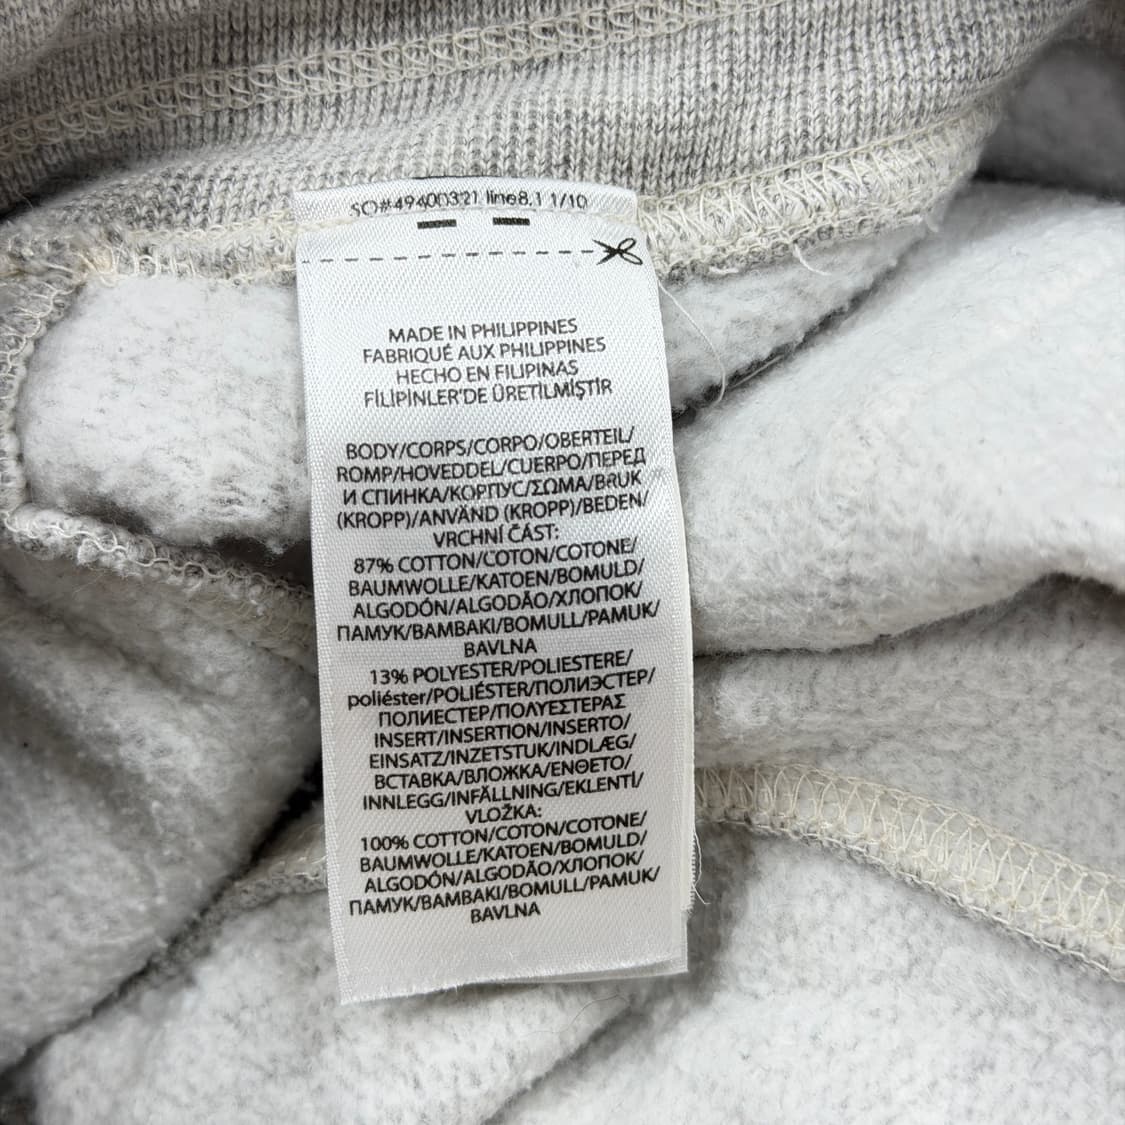 SO#49400321 line8.1 1/10
MADE IN PHILIPPINES
FABRIQUÉ AUX PHILIPPINES
HECHO EN FILIPINAS
FİLİPİNLER'DE ÜRETİLMİŞTİR
BODY/CORPS/CORPO/OBERTEIL/
ROMP/HOVEDDEL/CUERPO/ПЕРЕД
И СПИНКА/КОРПУС/ΣΩΜΑ/BRUK
(KROPP)/ANVÄND (KROPP)/BEDEN/
VRCHNÍ ČÁST:
87% COTTON/COTON/COTONE/
BAUMWOLLE/KATOEN/BOMULD/
ALGODÓN/ALGODÃO/ХЛОПОК/
ПАМУК/BAMBAKI/BOMULL/PAMUK/
BAVLNA
13% POLYESTER/POLIESTERE/
poliéster/POLIÉSTER/ПОЛИЭСТЕР/
ПОЛИЕСТЕР/ΠΟΛΥΕΣΤΕΡΑΣ
INSERT/INSERTION/INSERTO/
EINSATZ/INZETSTUK/INDLÆG/
ВСТАВКА/ВЛОЖКА/ΕΝΘΕΤΟ/
INNLEGG/INFÄLLNING/EKLENTİ/
VLOŽKA:
100% COTTON/COTON/COTONE/
BAUMWOLLE/KATOEN/BOMULD/
ALGODÓN/ALGODÃO/ХЛОПОК/
ПАМУК/BAMBAKI/BOMULL/PAMUK/
BAVLNA